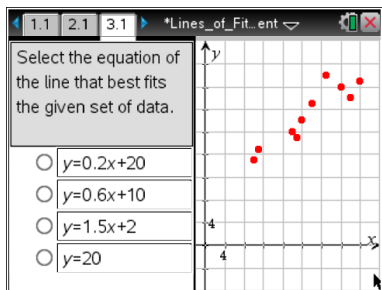 1.1 2.1 3.1 *Lines_of_Fit...ent
Select the equation of
the line that best fits
the given set of data.
y=0.2x+20
y=0.6x+10
y=1.5x+2
y=20
y
4
4
x